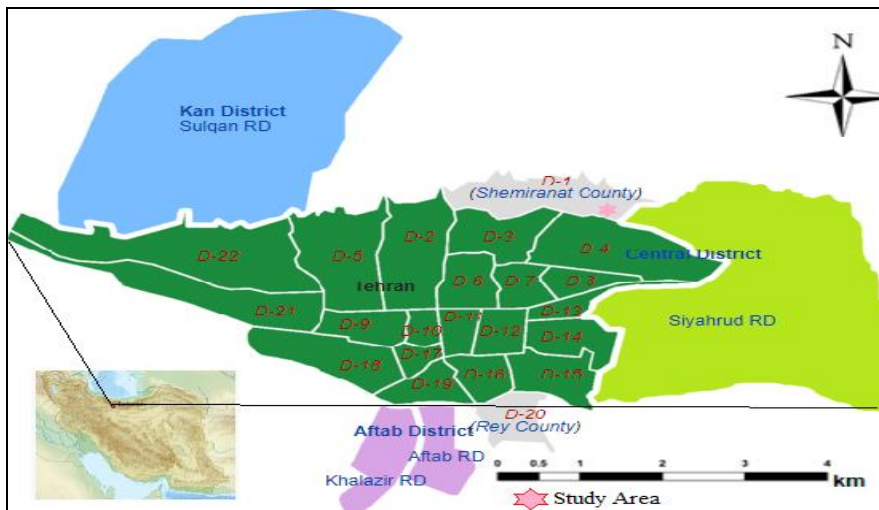 N
Kan District
Sulqan RD
D-1
(Shemiranat County)
D-2
D-3
D-4
D-22
D-5
Central District
D-6
D-7
D-8
Tehran
D-21
D-9
D-10
D-11
D-12
D-13
D-14
Siyahrud RD
D-18
D-17
D-19
D-16
D-15
D-20
(Rey County)
Aftab District
Aftab RD
Khalazir RD
0 0.5 1 2 3 4
km
Study Area